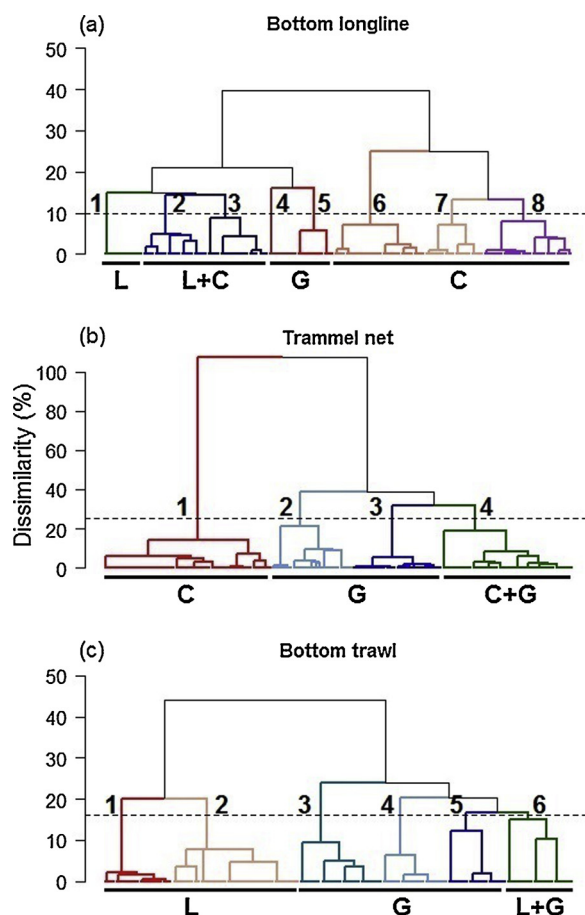 (a) Bottom longline
50
40
30
20
10
0
1 2 3 4 5 6 7 8
L L+C G C
(b) Trammel net
Dissimilarity (%)
100
80
60
40
20
0
1 2 3 4
C G C+G
(c) Bottom trawl
50
40
30
20
10
0
1 2 3 4 5 6
L G L+G